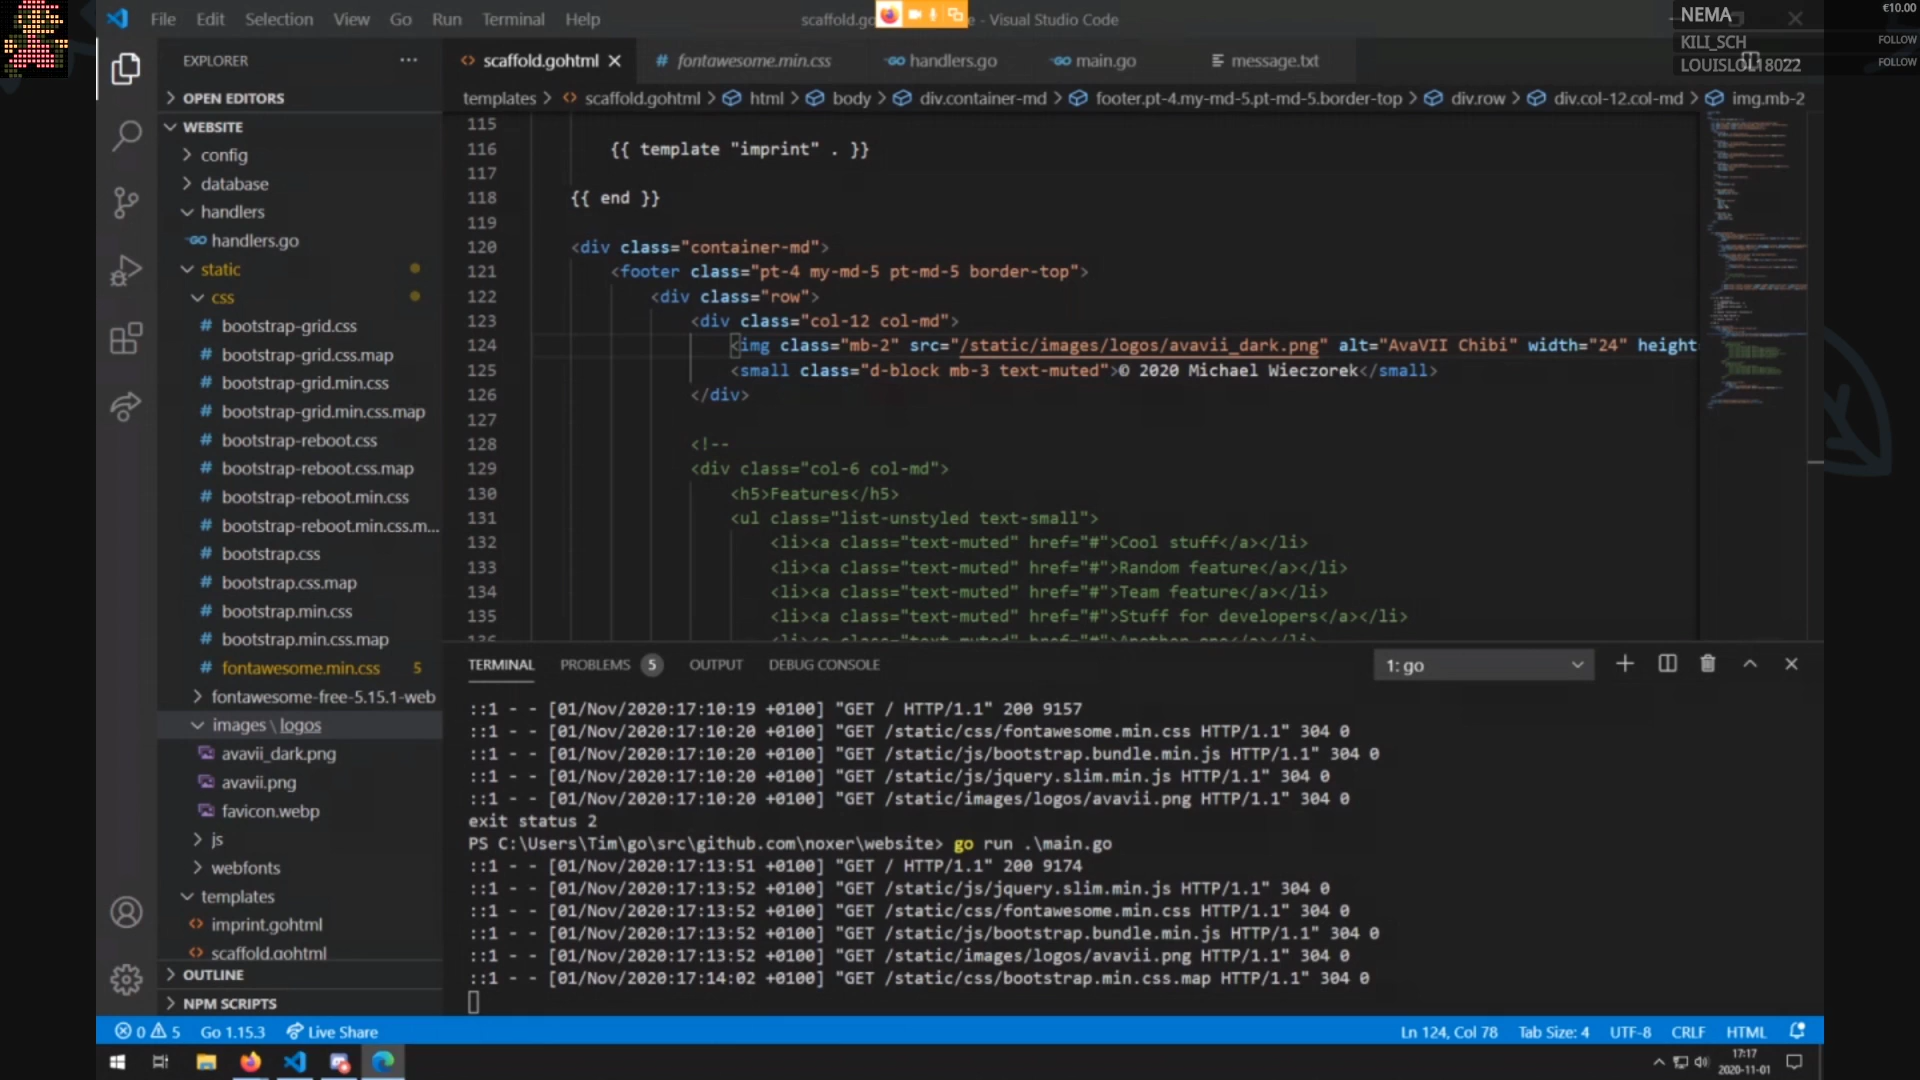 File Edit Selection View Go Run Terminal Help
scaffold.go - Visual Studio Code
NEMA €10.00
KILI_SCH FOLLOW
LOUISLOL18022 FOLLOW
EXPLORER
OPEN EDITORS
WEBSITE
config
database
handlers
handlers.go
static
css
bootstrap-grid.css
bootstrap-grid.css.map
bootstrap-grid.min.css
bootstrap-grid.min.css.map
bootstrap-reboot.css
bootstrap-reboot.css.map
bootstrap-reboot.min.css
bootstrap-reboot.min.css.m...
bootstrap.css
bootstrap.css.map
bootstrap.min.css
bootstrap.min.css.map
fontawesome.min.css 5
fontawesome-free-5.15.1-web
images \ logos
avavii_dark.png
avavii.png
favicon.webp
js
webfonts
templates
imprint.gohtml
scaffold.gohtml
OUTLINE
NPM SCRIPTS
scaffold.gohtml fontawesome.min.css handlers.go main.go message.txt
templates > scaffold.gohtml > html > body > div.container-md > footer.pt-4.my-md-5.pt-md-5.border-top > div.row > div.col-12.col-md > img.mb-2
115
116 {{ template "imprint" . }}
117
118 {{ end }}
119
120 <div class="container-md">
121 <footer class="pt-4 my-md-5 pt-md-5 border-top">
122 <div class="row">
123 <div class="col-12 col-md">
124 <img class="mb-2" src="/static/images/logos/avavii_dark.png" alt="AvaVII Chibi" width="24" height
125 <small class="d-block mb-3 text-muted">© 2020 Michael Wieczorek</small>
126 </div>
127
128 <!--
129 <div class="col-6 col-md">
130 <h5>Features</h5>
131 <ul class="list-unstyled text-small">
132 <li><a class="text-muted" href="#">Cool stuff</a></li>
133 <li><a class="text-muted" href="#">Random feature</a></li>
134 <li><a class="text-muted" href="#">Team feature</a></li>
135 <li><a class="text-muted" href="#">Stuff for developers</a></li>
136 <li><a class="text-muted" href="#">Another one</a></li>
TERMINAL PROBLEMS 5 OUTPUT DEBUG CONSOLE 1: go
::1 - - [01/Nov/2020:17:10:19 +0100] "GET / HTTP/1.1" 200 9157
::1 - - [01/Nov/2020:17:10:20 +0100] "GET /static/css/fontawesome.min.css HTTP/1.1" 304 0
::1 - - [01/Nov/2020:17:10:20 +0100] "GET /static/js/bootstrap.bundle.min.js HTTP/1.1" 304 0
::1 - - [01/Nov/2020:17:10:20 +0100] "GET /static/js/jquery.slim.min.js HTTP/1.1" 304 0
::1 - - [01/Nov/2020:17:10:20 +0100] "GET /static/images/logos/avavii.png HTTP/1.1" 304 0
exit status 2
PS C:\Users\Tim\go\src\github.com\noxer\website> go run .\main.go
::1 - - [01/Nov/2020:17:13:51 +0100] "GET / HTTP/1.1" 200 9174
::1 - - [01/Nov/2020:17:13:52 +0100] "GET /static/js/jquery.slim.min.js HTTP/1.1" 304 0
::1 - - [01/Nov/2020:17:13:52 +0100] "GET /static/css/fontawesome.min.css HTTP/1.1" 304 0
::1 - - [01/Nov/2020:17:13:52 +0100] "GET /static/js/bootstrap.bundle.min.js HTTP/1.1" 304 0
::1 - - [01/Nov/2020:17:13:52 +0100] "GET /static/images/logos/avavii.png HTTP/1.1" 304 0
::1 - - [01/Nov/2020:17:14:02 +0100] "GET /static/css/bootstrap.min.css.map HTTP/1.1" 304 0
0 5 Go 1.15.3 Live Share Ln 124, Col 78 Tab Size: 4 UTF-8 CRLF HTML
17:17
2020-11-01